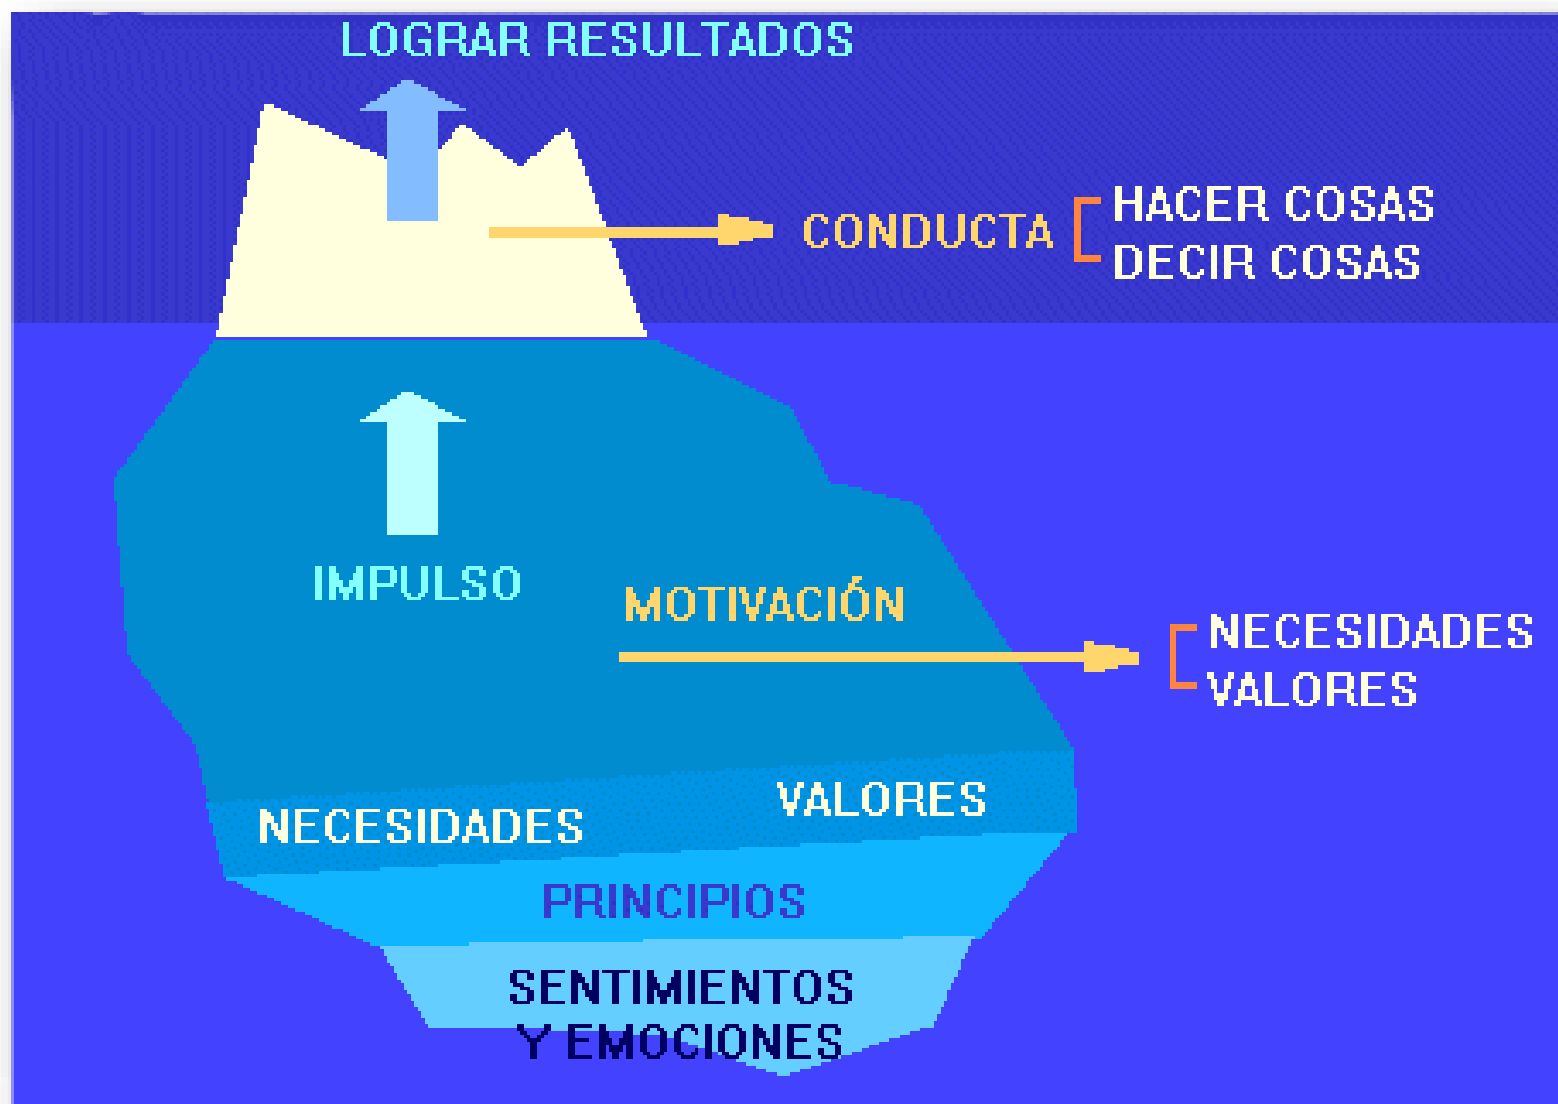 LOGRAR RESULTADOS
CONDUCTA
HACER COSAS
DECIR COSAS
IMPULSO
MOTIVACIÓN
NECESIDADES
VALORES
NECESIDADES
VALORES
PRINCIPIOS
SENTIMIENTOS
Y EMOCIONES